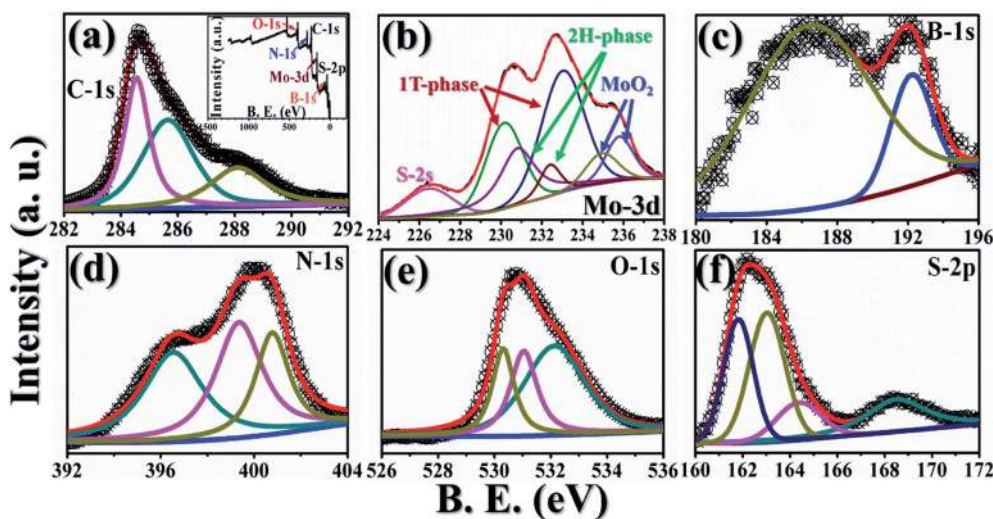 Intensity (a. u.)
(a)
C-1s
Intensity (a.u.)
O-1s
N-1s
Mo-3d
B-1s
C-1s
S-2p
1500 1000 500 0
B. E. (eV)
282 284 286 288 290 292
(b)
1T-phase
2H-phase
MoO2
S-2s
Mo-3d
224 226 228 230 232 234 236 238
(c)
B-1s
180 184 188 192 196
(d)
N-1s
392 396 400 404
(e)
O-1s
526 528 530 532 534 536
(f)
S-2p
160 162 164 166 168 170 172
B. E. (eV)